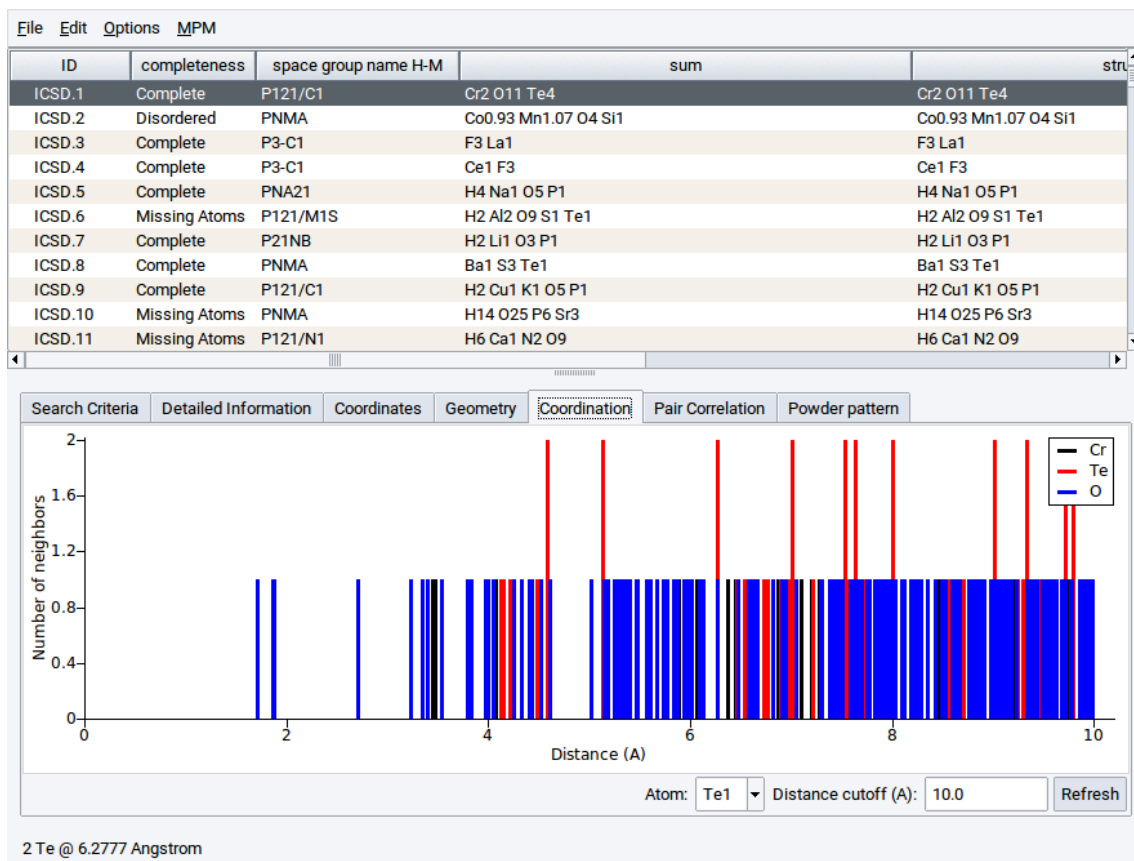 File Edit Options MPM
ID completeness space group name H-M sum stru
ICSD.1 Complete P121/C1 Cr2 O11 Te4 Cr2 O11 Te4
ICSD.2 Disordered PNMA Co0.93 Mn1.07 O4 Si1 Co0.93 Mn1.07 O4 Si1
ICSD.3 Complete P3-C1 F3 La1 F3 La1
ICSD.4 Complete P3-C1 Ce1 F3 Ce1 F3
ICSD.5 Complete PNA21 H4 Na1 O5 P1 H4 Na1 O5 P1
ICSD.6 Missing Atoms P121/M1S H2 Al2 O9 S1 Te1 H2 Al2 O9 S1 Te1
ICSD.7 Complete P21NB H2 Li1 O3 P1 H2 Li1 O3 P1
ICSD.8 Complete PNMA Ba1 S3 Te1 Ba1 S3 Te1
ICSD.9 Complete P121/C1 H2 Cu1 K1 O5 P1 H2 Cu1 K1 O5 P1
ICSD.10 Missing Atoms PNMA H14 O25 P6 Sr3 H14 O25 P6 Sr3
ICSD.11 Missing Atoms P121/N1 H6 Ca1 N2 O9 H6 Ca1 N2 O9
Search Criteria Detailed Information Coordinates Geometry Coordination Pair Correlation Powder pattern
Number of neighbors
2
1.6
1.2
0.8
0.4
0
Cr
Te
O
0 2 4 6 8 10
Distance (A)
Atom: Te1 Distance cutoff (A): 10.0 Refresh
2 Te @ 6.2777 Angstrom